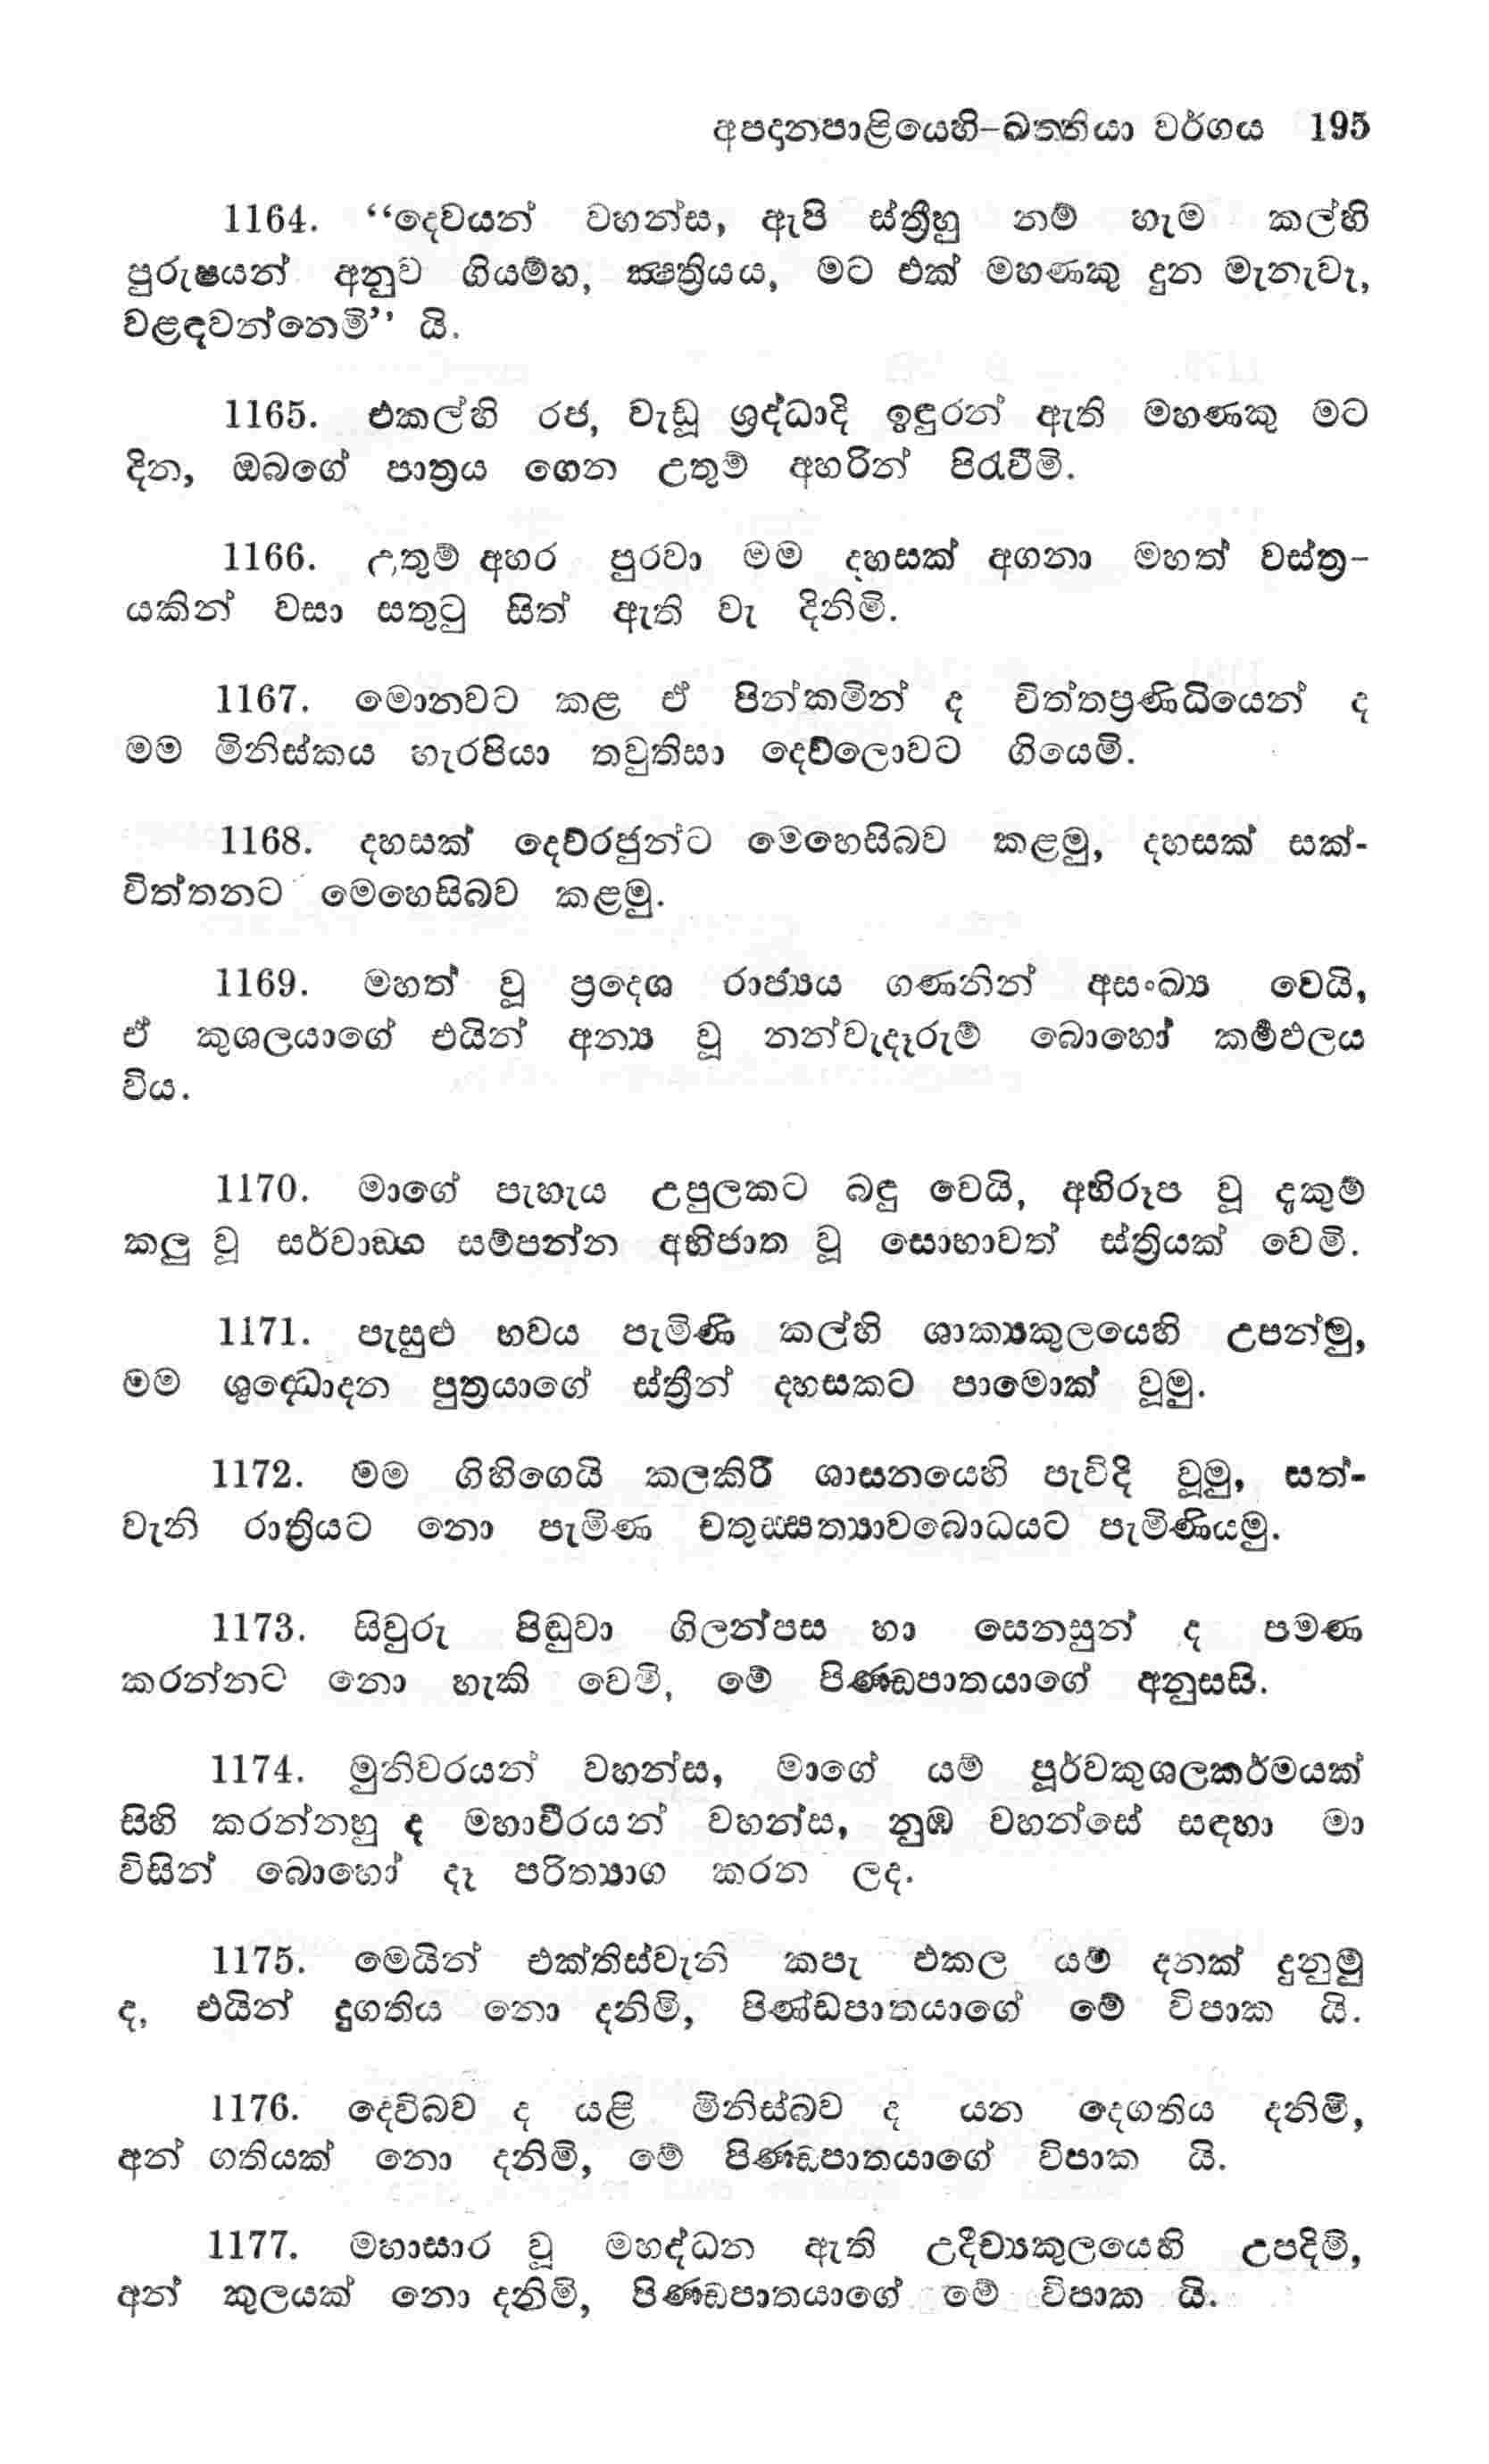 අපදානපාළියෙහි-ඛත්තියා වර්ගය 195
1164. “දෙවයන් වහන්ස, ඇපි ස්ත්‍රීහු නම් හැම කල්හි
පුරුෂයන් අනුව ගියම්හ, ක්‍ෂත්‍රියය, මට එක් මහණකු දුන මැනැවැ,
වළඳවන්නෙමි” යි.
1165. එකල්හි රජ, වැඩූ ශ්‍රද්ධාදි ඉඳුරන් ඇති මහණකු මට
දින, ඔබගේ පාත්‍රය ගෙන උතුම් අහරින් පිරැවීමි.
1166. උතුම් අහර පුරවා මම දහසක් අගනා මහත් වස්ත්‍ර-
යකින් වසා සතුටු සිත් ඇති වැ දිනිමි.
1167. මොනවට කළ ඒ පින්කමින් ද චිත්තප්‍රණිධියෙන් ද
මම මිනිස්කය හැරපියා තවුතිසා දෙව්ලොවට ගියෙමි.
1168. දහසක් දෙව්රජුන්ට මෙහෙසිබව කළමු, දහසක් සක්-
විත්තනට මෙහෙසිබව කළමු.
1169. මහත් වූ ප්‍රදෙශ රාජ්‍යය ගණනින් අසංඛ්‍ය වෙයි,
ඒ කුශලයාගේ එයින් අන්‍ය වූ නන්වැදෑරුම් බොහෝ කර්‍මඵලය
විය.
1170. මාගේ පැහැය උපුලකට බඳු වෙයි, අභිරූප වූ දැකුම්
කලු වූ සර්වාඞ්ග සම්පන්න අභිජාත වූ සොභාවත් ස්ත්‍රියක් වෙමි.
1171. පැසුළු භවය පැමිණි කල්හි ශාක්‍යකුලයෙහි උපන්මු,
මම ශුද්ධොදන පුත්‍රයාගේ ස්ත්‍රීන් දහසකට පාමොක් වූමු.
1172. මම ගිහිගෙයි කලකිරී ශාසනයෙහි පැවිදි වූමු, සත්-
වැනි රාත්‍රියට නො පැමිණ චතුස්සත්‍යාවබොධයට පැමිණියමු.
1173. සිවුරු පිඬුවා ගිලන්පස හා සෙනසුන් ද පමණ
කරන්නට නො හැකි වෙමි, මේ පිණ්ඩපාතයාගේ අනුසසි.
1174. මුනිවරයන් වහන්ස, මාගේ යම් පූර්වකුශලකර්මයක්
සිහි කරන්නහු ද මහාවීරයන් වහන්ස, නුඹ වහන්සේ සඳහා මා
විසින් බොහෝ දෑ පරිත්‍යාග කරන ලද.
1175. මෙයින් එක්තිස්වැනි කපැ එකල යම් දනක් දුනුමු
ද, එයින් දුගතිය නො දනිමි, පිණ්ඩපාතයාගේ මේ විපාක යි.
1176. දෙව්බව ද යළි මිනිස්බව ද යන දෙගතිය දනිමි,
අන් ගතියක් නො දනිමි, මේ පිණ්ඩපාතයාගේ විපාක යි.
1177. මහාසාර වූ මහද්ධන ඇති උදීච්‍යකුලයෙහි උපදිමි,
අන් කුලයක් නො දනිමි, පිණ්ඩපාතයාගේ මේ විපාක යි.